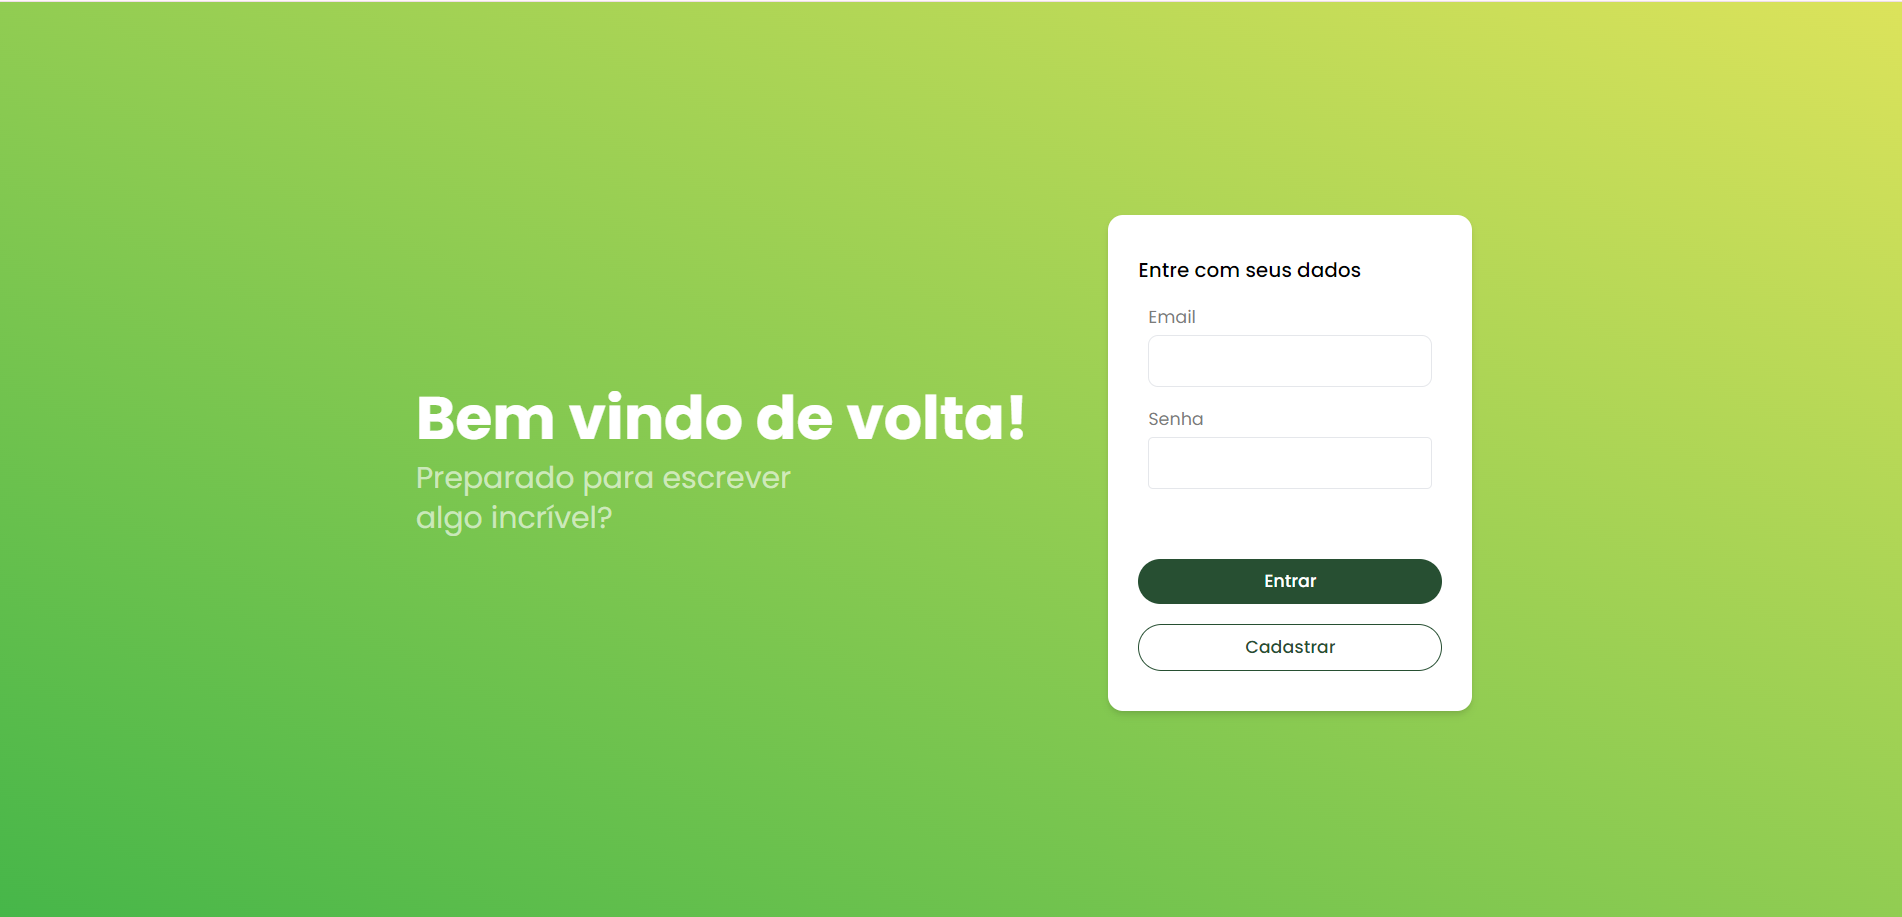 Bem vindo de volta!
Preparado para escrever
algo incrível?
Entre com seus dados
Email
Senha
Entrar
Cadastrar